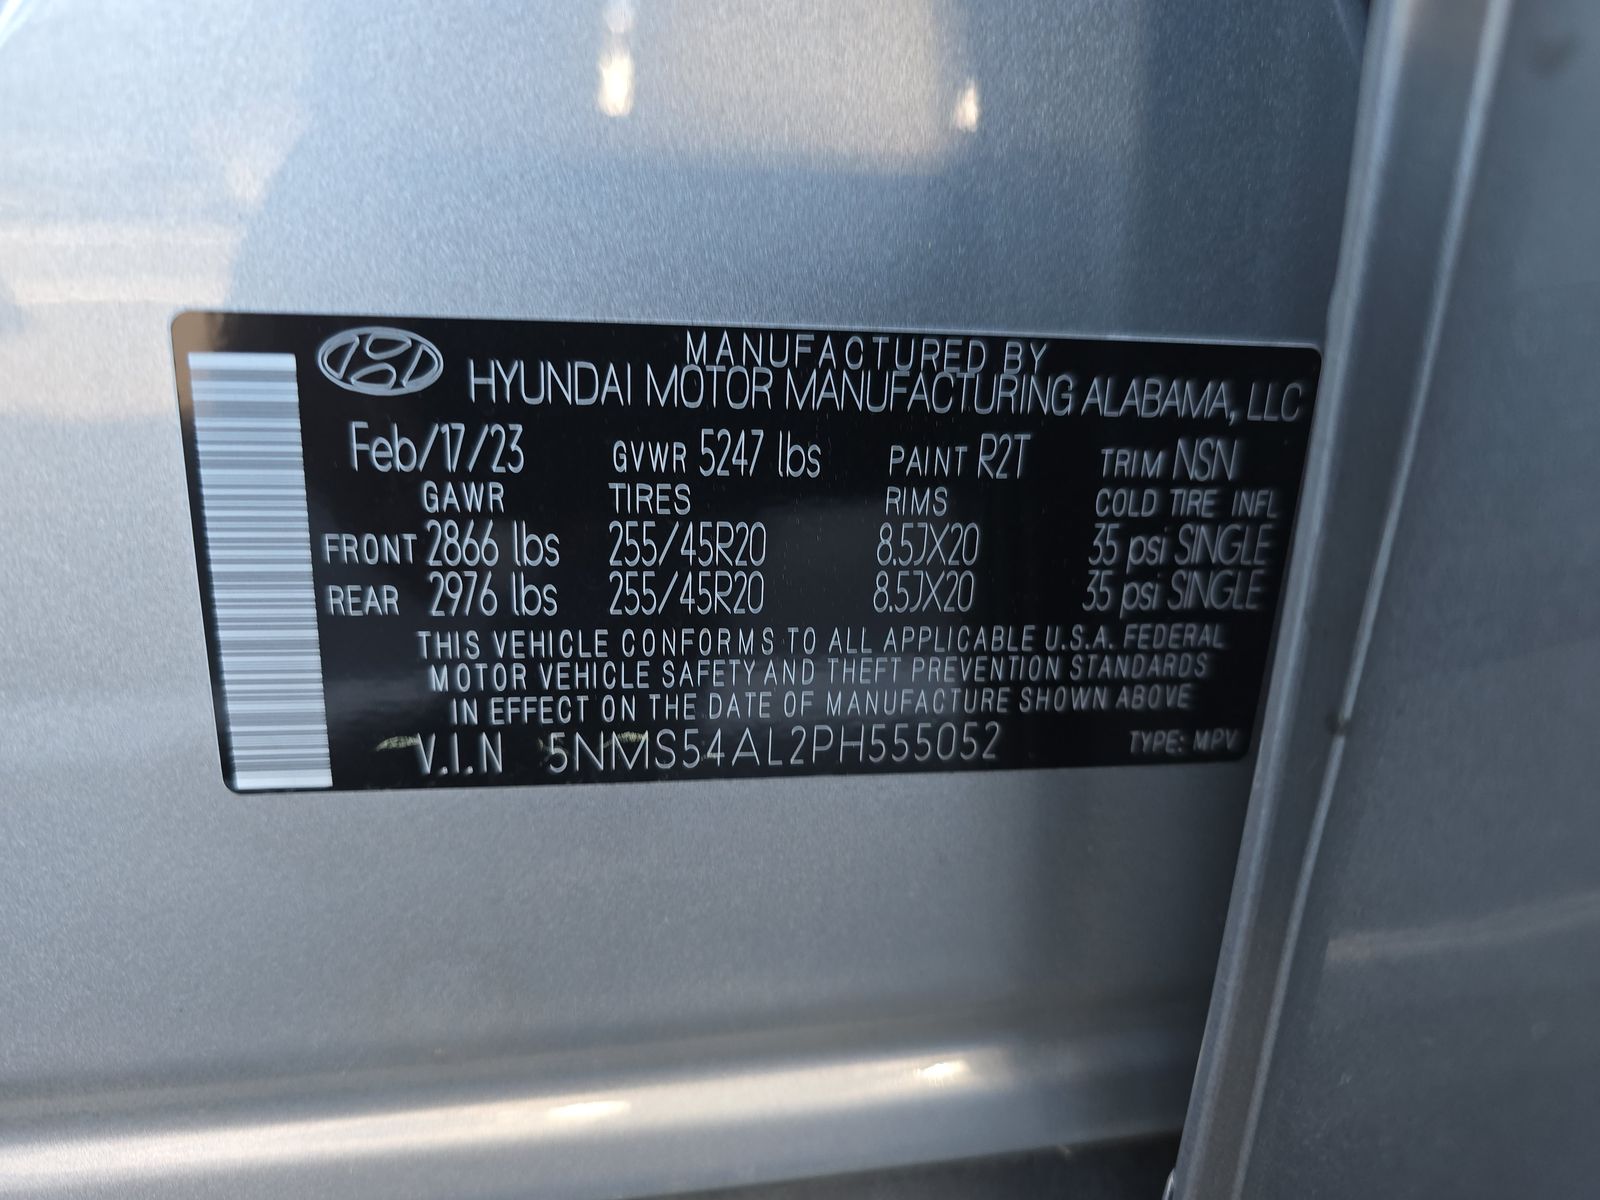 MANUFACTURED BY
HYUNDAI MOTOR MANUFACTURING ALABAMA, LLC
Feb/17/23 GVWR 5247 lbs PAINT R2T TRIM NSN
GAWR TIRES RIMS COLD TIRE INFL
FRONT 2866 lbs 255/45R20 8.5JX20 35 psi SINGLE
REAR 2976 lbs 255/45R20 8.5JX20 35 psi SINGLE
THIS VEHICLE CONFORMS TO ALL APPLICABLE U.S.A. FEDERAL
MOTOR VEHICLE SAFETY AND THEFT PREVENTION STANDARDS
IN EFFECT ON THE DATE OF MANUFACTURE SHOWN ABOVE
V.I.N 5NMS54AL2PH555052 TYPE: MPV